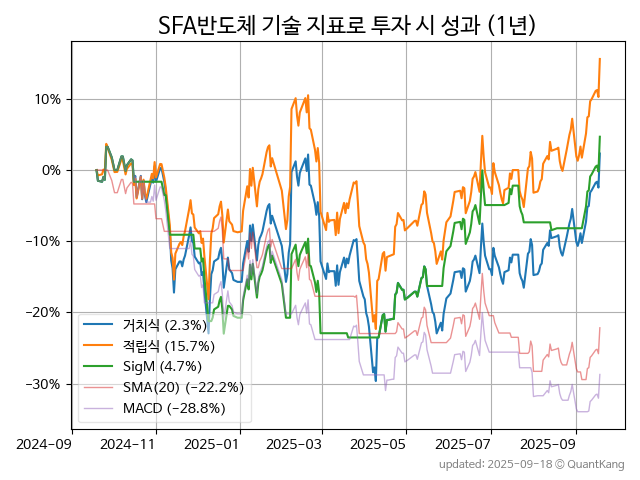 SFA반도체 기술 지표로 투자 시 성과 (1년)
10%
0%
−10%
−20%
−30%
거치식 (2.3%)
적립식 (15.7%)
SigM (4.7%)
SMA(20) (−22.2%)
MACD (−28.8%)
2024-09
2024-11
2025-01
2025-03
2025-05
2025-07
2025-09
updated: 2025-09-18 © QuantKang